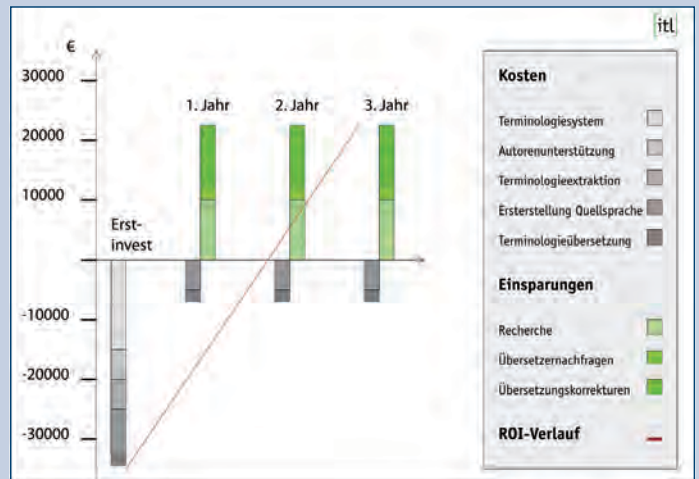 [itl]
€
30000
20000
10000
-10000
-20000
-30000
Erst-
invest
1. Jahr
2. Jahr
3. Jahr
Kosten
Terminologiesystem
Autorenunterstützung
Terminologieextraktion
Ersterstellung Quellsprache
Terminologieübersetzung
Einsparungen
Recherche
Übersetzernachfragen
Übersetzungskorrekturen
ROI-Verlauf